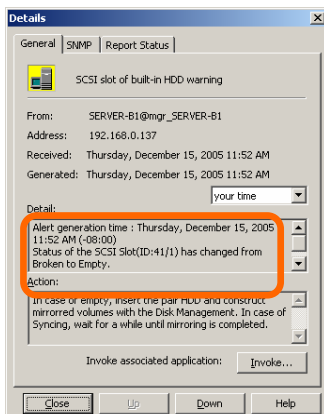 Details
General SNMP Report Status
SCSI slot of built-in HDD warning
From: SERVER-B1@mgr_SERVER-B1
Address: 192.168.0.137
Received: Thursday, December 15, 2005 11:52 AM
Generated: Thursday, December 15, 2005 11:52 AM
your time
Detail:
Alert generation time : Thursday, December 15, 2005
11:52 AM (-08:00)
Status of the SCSI Slot(ID:41/1) has changed from
Broken to Empty.
Action:
In case of empty, insert the pair HDD and construct
mirrorred volumes with the Disk Management. In case of
Syncing, wait for a while until mirroring is completed.
Invoke associated application: Invoke...
Close Up Down Help